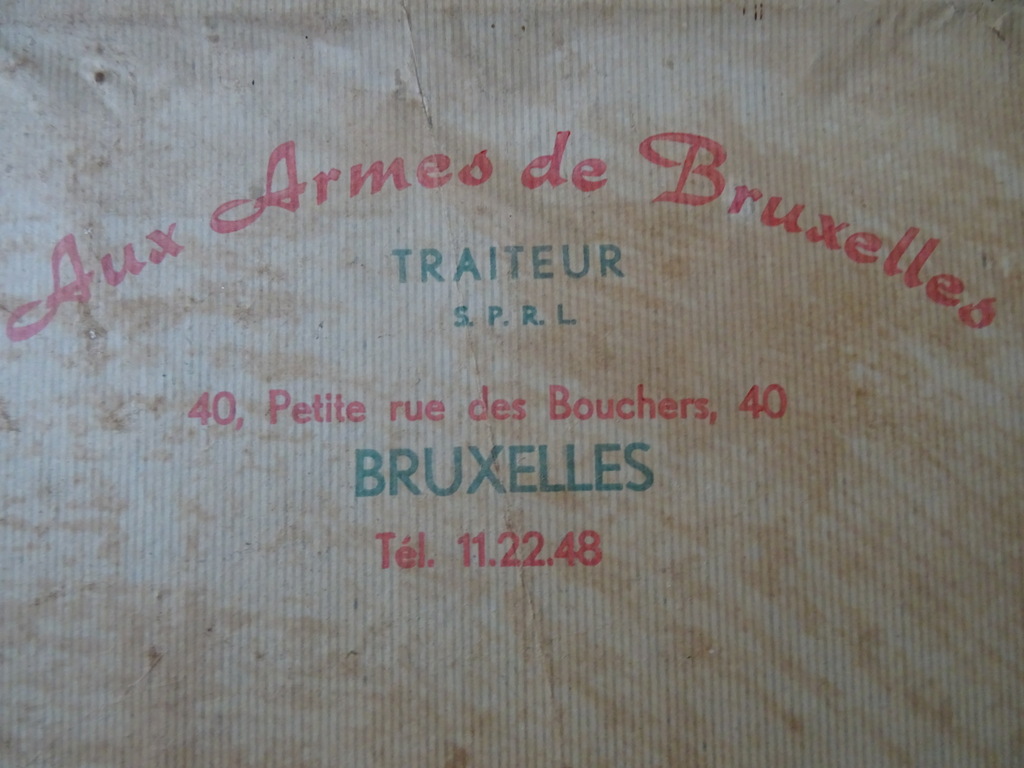 Aux Armes de Bruxelles
TRAITEUR
S. P. R. L.
40, Petite rue des Bouchers, 40
BRUXELLES
Tél. 11.22.48